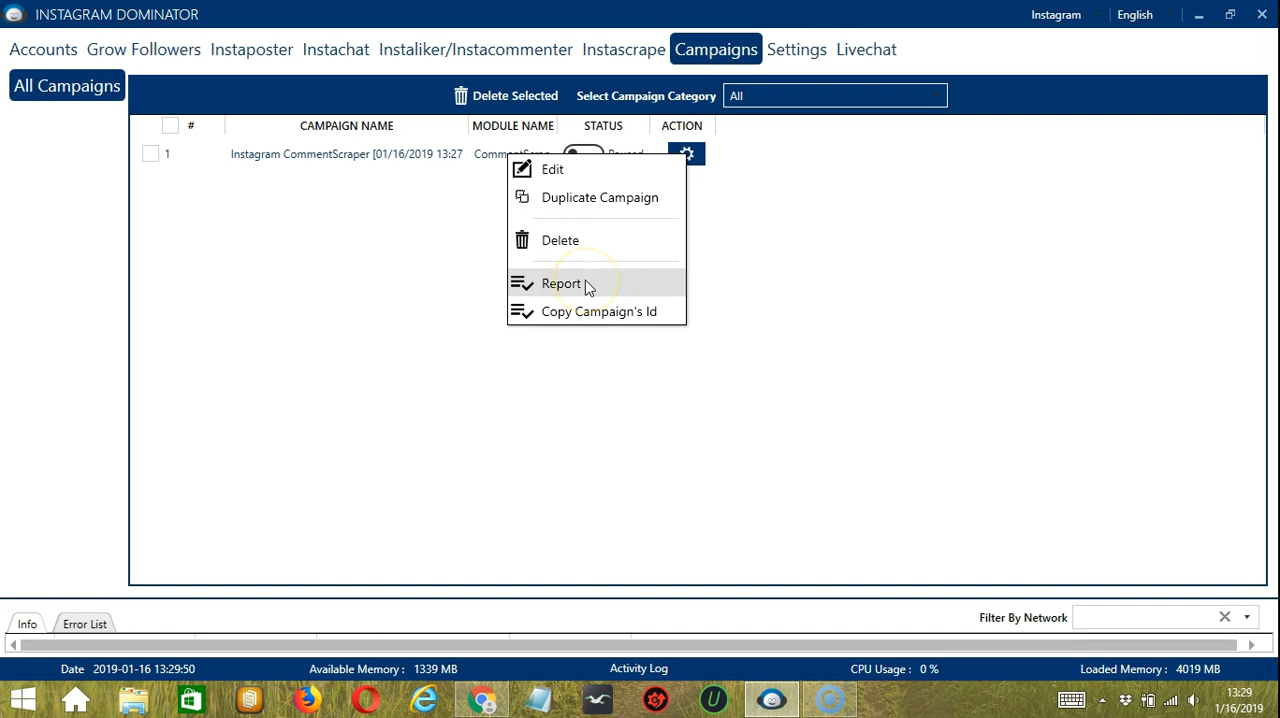 INSTAGRAM DOMINATOR
Instagram English
Accounts Grow Followers Instaposter Instachat Instaliker/Instacommenter Instascrape Campaigns Settings Livechat
All Campaigns
Delete Selected Select Campaign Category All
# CAMPAIGN NAME MODULE NAME STATUS ACTION
1 Instagram CommentScraper [01/16/2019 13:27
Edit
Duplicate Campaign
Delete
Report
Copy Campaign's Id
Info Error List Filter By Network
Date 2019-01-16 13:29:50 Available Memory : 1339 MB Activity Log CPU Usage : 0 % Loaded Memory : 4019 MB
13:29
1/16/2019